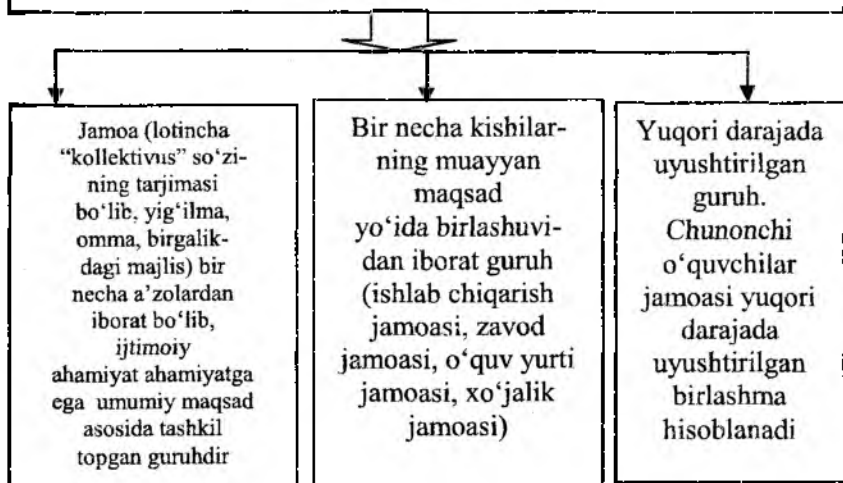 Jamoa (lotincha
“kollektivus” so‘zi-
ning tarjimasi
bo‘lib, yig‘ilma,
omma, birgalik-
dagi majlis) bir
necha a’zolardan
iborat bo‘lib,
ijtimoiy
ahamiyat ahamiyatga
ega umumiy maqsad
asosida tashkil
topgan guruhdir
Bir necha kishilar-
ning muayyan
maqsad
yo‘ida birlashuvi-
dan iborat guruh
(ishlab chiqarish
jamoasi, zavod
jamoasi, o‘quv yurti
jamoasi, xo‘jalik
jamoasi)
Yuqori darajada
uyushtirilgan
guruh.
Chunonchi
o‘quvchilar
jamoasi yuqori
darajada
uyushtirilgan
birlashma
hisoblanadi